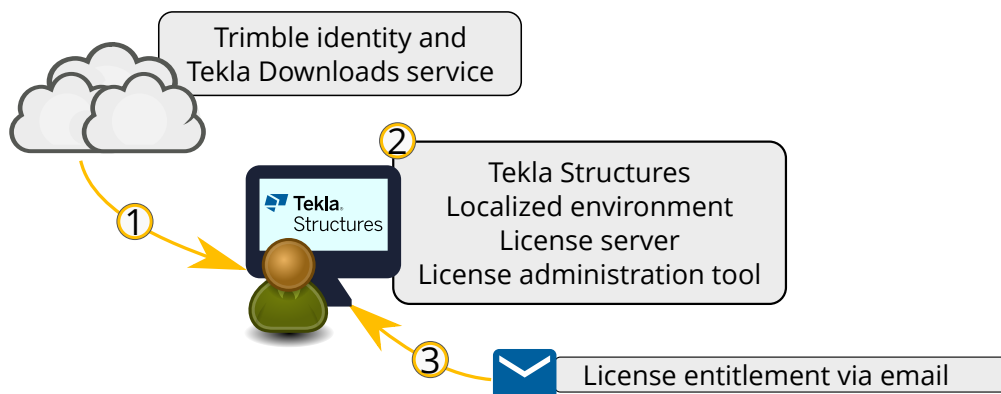 Trimble identity and
Tekla Downloads service
2
Tekla Structures
Localized environment
License server
License administration tool
Tekla.
Structures
1
3
License entitlement via email